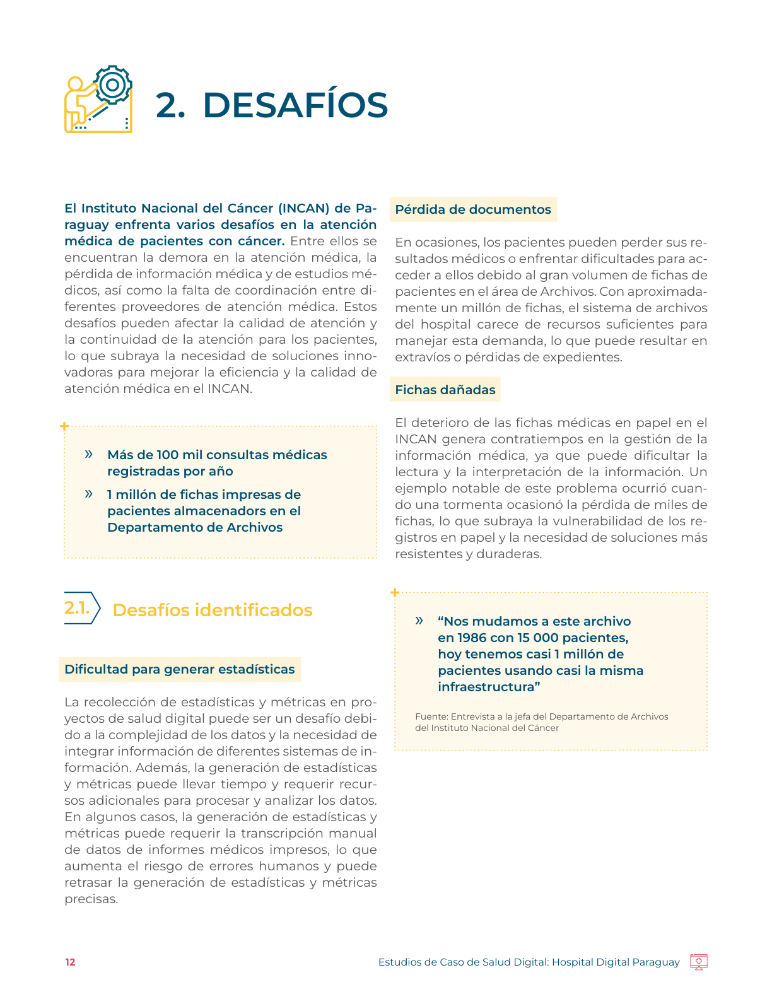 2. DESAFÍOS
El Instituto Nacional del Cáncer (INCAN) de Pa-
raguay enfrenta varios desafíos en la atención
médica de pacientes con cáncer. Entre ellos se
encuentran la demora en la atención médica, la
pérdida de información médica y de estudios mé-
dicos, así como la falta de coordinación entre di-
ferentes proveedores de atención médica. Estos
desafíos pueden afectar la calidad de atención y
la continuidad de la atención para los pacientes,
lo que subraya la necesidad de soluciones inno-
vadoras para mejorar la eficiencia y la calidad de
atención médica en el INCAN.
» Más de 100 mil consultas médicas
registradas por año
» 1 millón de fichas impresas de
pacientes almacenadors en el
Departamento de Archivos
2.1. Desafíos identificados
Dificultad para generar estadísticas
La recolección de estadísticas y métricas en pro-
yectos de salud digital puede ser un desafío debi-
do a la complejidad de los datos y la necesidad de
integrar información de diferentes sistemas de in-
formación. Además, la generación de estadísticas
y métricas puede llevar tiempo y requerir recur-
sos adicionales para procesar y analizar los datos.
En algunos casos, la generación de estadísticas y
métricas puede requerir la transcripción manual
de datos de informes médicos impresos, lo que
aumenta el riesgo de errores humanos y puede
retrasar la generación de estadísticas y métricas
precisas.
Pérdida de documentos
En ocasiones, los pacientes pueden perder sus re-
sultados médicos o enfrentar dificultades para ac-
ceder a ellos debido al gran volumen de fichas de
pacientes en el área de Archivos. Con aproximada-
mente un millón de fichas, el sistema de archivos
del hospital carece de recursos suficientes para
manejar esta demanda, lo que puede resultar en
extravíos o pérdidas de expedientes.
Fichas dañadas
El deterioro de las fichas médicas en papel en el
INCAN genera contratiempos en la gestión de la
información médica, ya que puede dificultar la
lectura y la interpretación de la información. Un
ejemplo notable de este problema ocurrió cuan-
do una tormenta ocasionó la pérdida de miles de
fichas, lo que subraya la vulnerabilidad de los re-
gistros en papel y la necesidad de soluciones más
resistentes y duraderas.
» “Nos mudamos a este archivo
en 1986 con 15 000 pacientes,
hoy tenemos casi 1 millón de
pacientes usando casi la misma
infraestructura”
Fuente: Entrevista a la jefa del Departamento de Archivos
del Instituto Nacional del Cáncer
12
Estudios de Caso de Salud Digital: Hospital Digital Paraguay